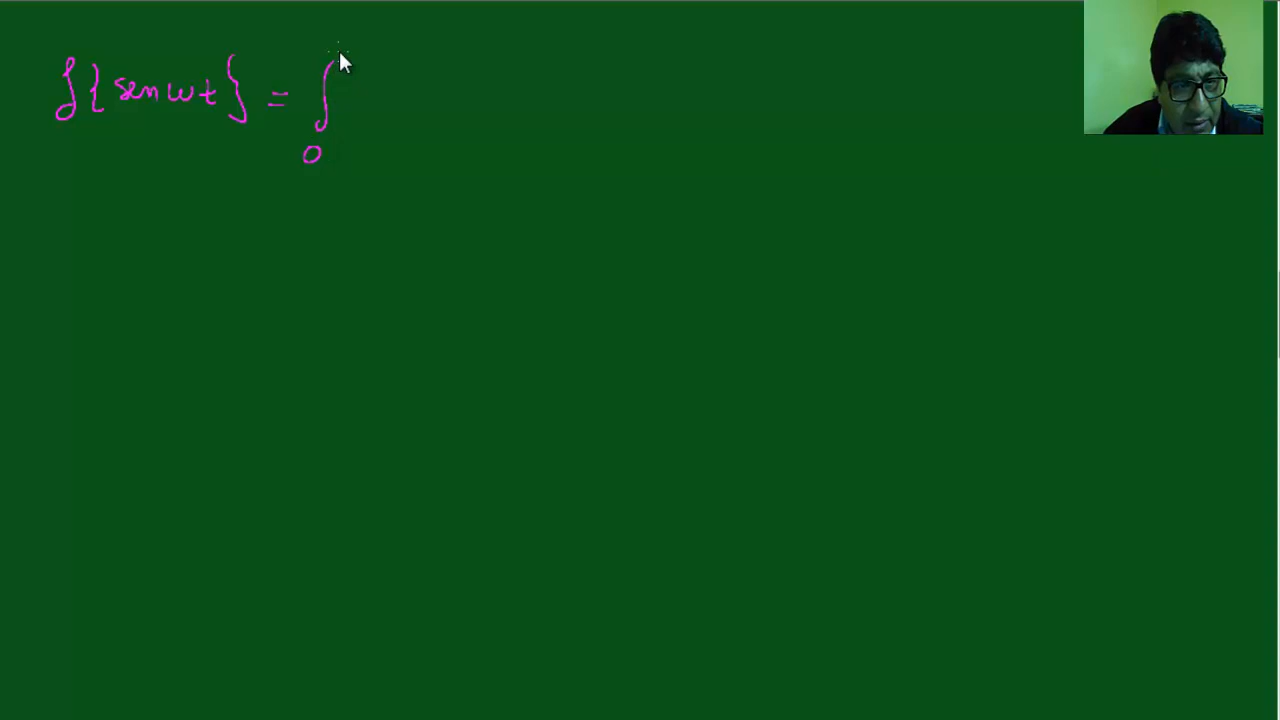 ℒ{sen ωt} = ∫₀